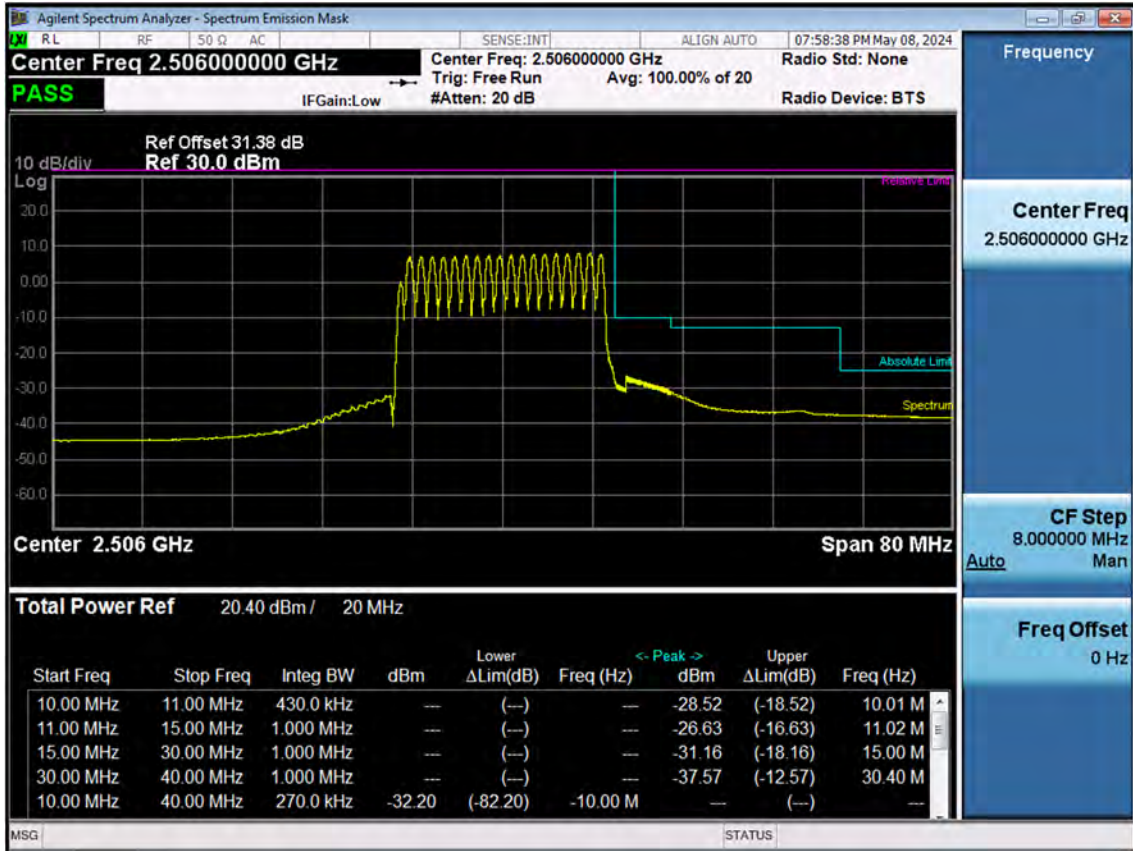 Agilent Spectrum Analyzer - Spectrum Emission Mask
LXI RL RF 50 Ω AC SENSE:INT ALIGN AUTO 07:58:38 PM May 08, 2024
Center Freq 2.506000000 GHz
Center Freq: 2.506000000 GHz Radio Std: None
Trig: Free Run Avg: 100.00% of 20
PASS IFGain:Low #Atten: 20 dB Radio Device: BTS
Ref Offset 31.38 dB
10 dB/div Ref 30.0 dBm
Log
Relative Limit
20.0
10.0
0.00
-10.0
-20.0
Absolute Limit
-30.0
Spectrum
-40.0
-50.0
-60.0
Center 2.506 GHz Span 80 MHz
Total Power Ref 20.40 dBm / 20 MHz
Lower <- Peak -> Upper
Start Freq Stop Freq Integ BW dBm ΔLim(dB) Freq (Hz) dBm ΔLim(dB) Freq (Hz)
10.00 MHz 11.00 MHz 430.0 kHz --- (---) --- -28.52 (-18.52) 10.01 M
11.00 MHz 15.00 MHz 1.000 MHz --- (---) --- -26.63 (-16.63) 11.02 M
15.00 MHz 30.00 MHz 1.000 MHz --- (---) --- -31.16 (-18.16) 15.00 M
30.00 MHz 40.00 MHz 1.000 MHz --- (---) --- -37.57 (-12.57) 30.40 M
10.00 MHz 40.00 MHz 270.0 kHz -32.20 (-82.20) -10.00 M --- (---) ---
MSG STATUS
Frequency
Center Freq
2.506000000 GHz
CF Step
8.000000 MHz
Auto Man
Freq Offset
0 Hz